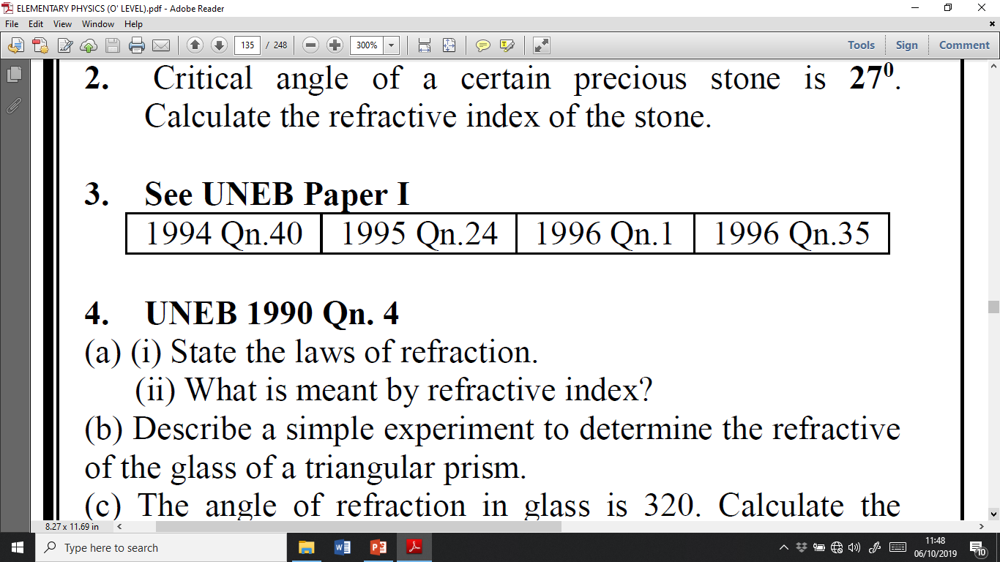 ELEMENTARY PHYSICS (O' LEVEL).pdf - Adobe Reader
File Edit View Window Help
135 / 248 300% Tools Sign Comment
2. Critical angle of a certain precious stone is 27⁰.
Calculate the refractive index of the stone.
3. See UNEB Paper I
1994 Qn.40 1995 Qn.24 1996 Qn.1 1996 Qn.35
4. UNEB 1990 Qn. 4
(a) (i) State the laws of refraction.
(ii) What is meant by refractive index?
(b) Describe a simple experiment to determine the refractive
of the glass of a triangular prism.
(c) The angle of refraction in glass is 320. Calculate the
8.27 x 11.69 in
Type here to search
11:48
06/10/2019
10